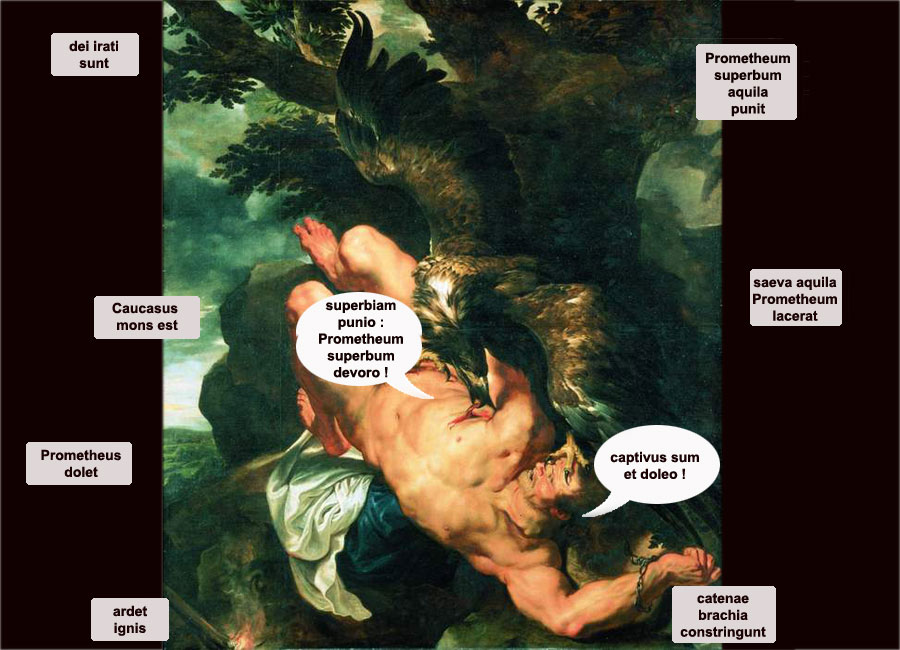 dei irati
sunt
Prometheum
superbum
aquila
punit
Caucasus
mons est
superbiam
punio :
Prometheum
superbum
devoro !
saeva aquila
Prometheum
lacerat
Prometheus
dolet
captivus sum
et doleo !
ardet
ignis
catenae
brachia
constringunt